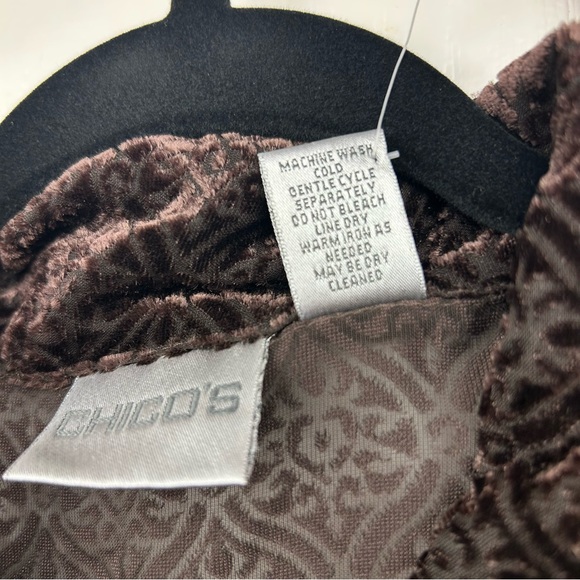 MACHINE WASH
COLD
GENTLE CYCLE
SEPARATELY
DO NOT BLEACH
LINE DRY
WARM IRON AS
NEEDED
MAY BE DRY
CLEANED
CHICO'S